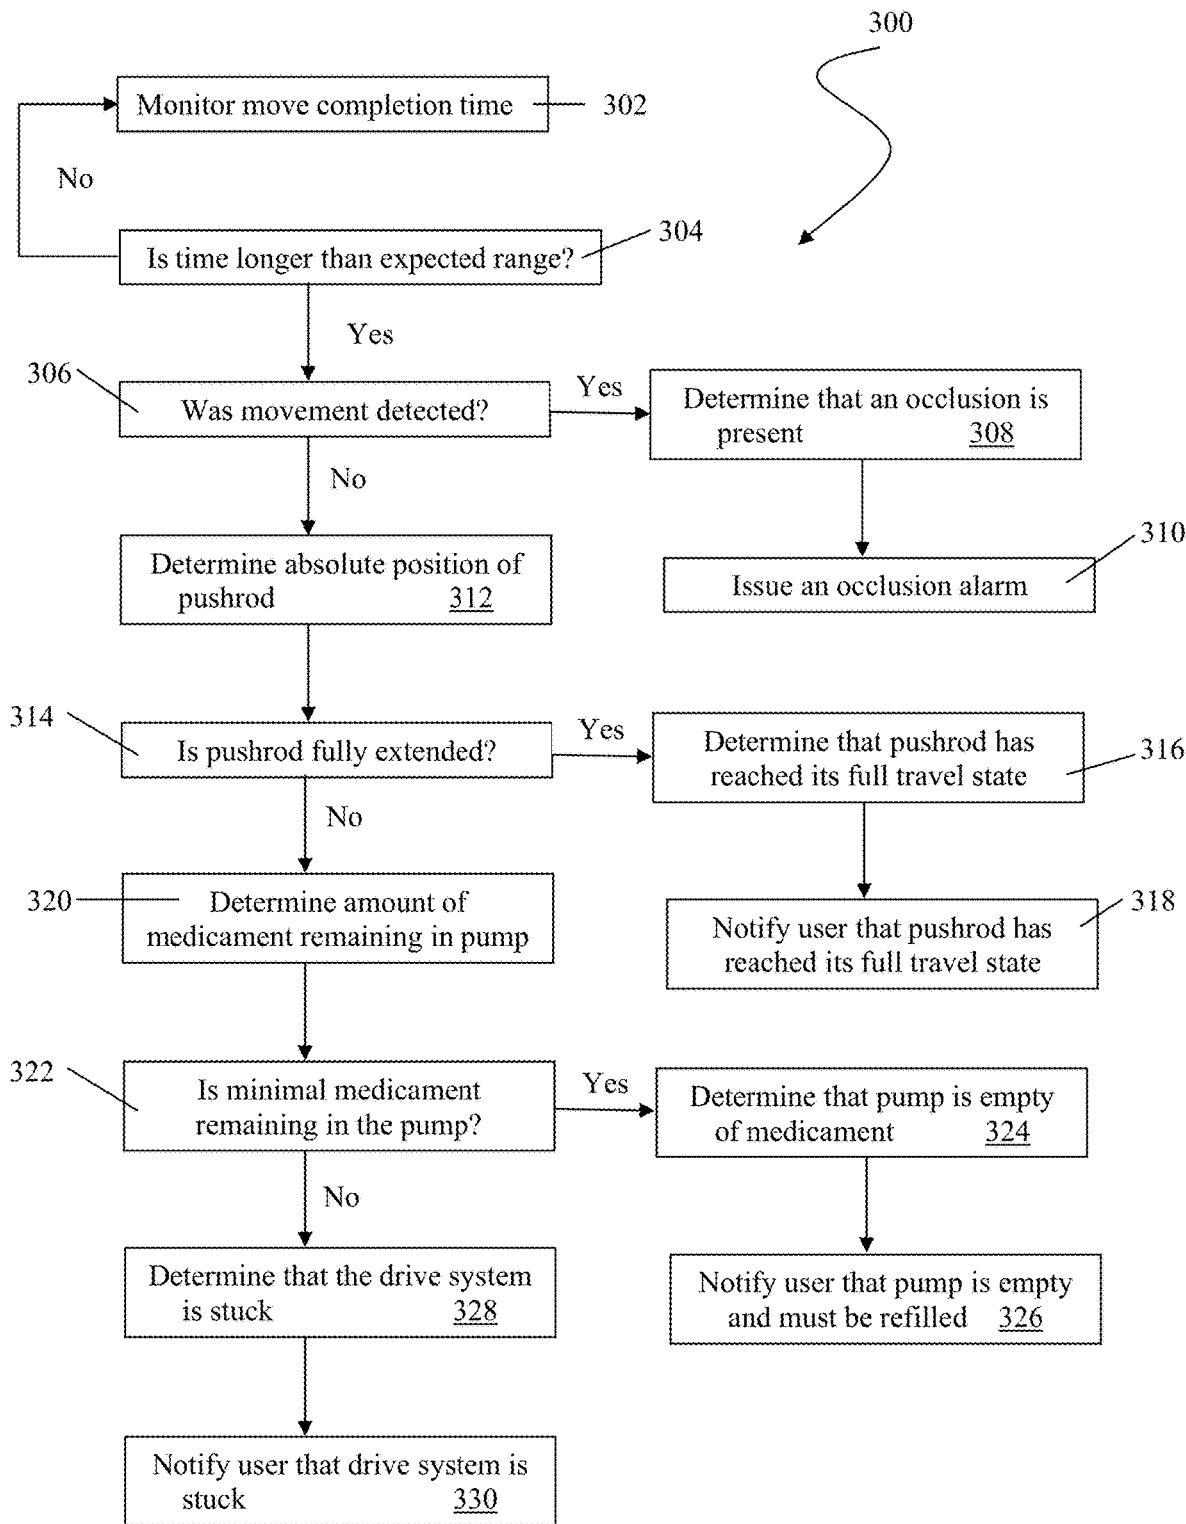 300
Monitor move completion time
302
No
304
Is time longer than expected range?
Yes
306
Was movement detected?
Yes
Determine that an occlusion is
present 308
No
310
Issue an occlusion alarm
Determine absolute position of
pushrod 312
314
Is pushrod fully extended?
Yes
Determine that pushrod has
reached its full travel state
316
No
320
Determine amount of
medicament remaining in pump
318
Notify user that pushrod has
reached its full travel state
322
Is minimal medicament
remaining in the pump?
Yes
Determine that pump is empty
of medicament 324
No
Notify user that pump is empty
and must be refilled 326
Determine that the drive system
is stuck 328
Notify user that drive system is
stuck 330